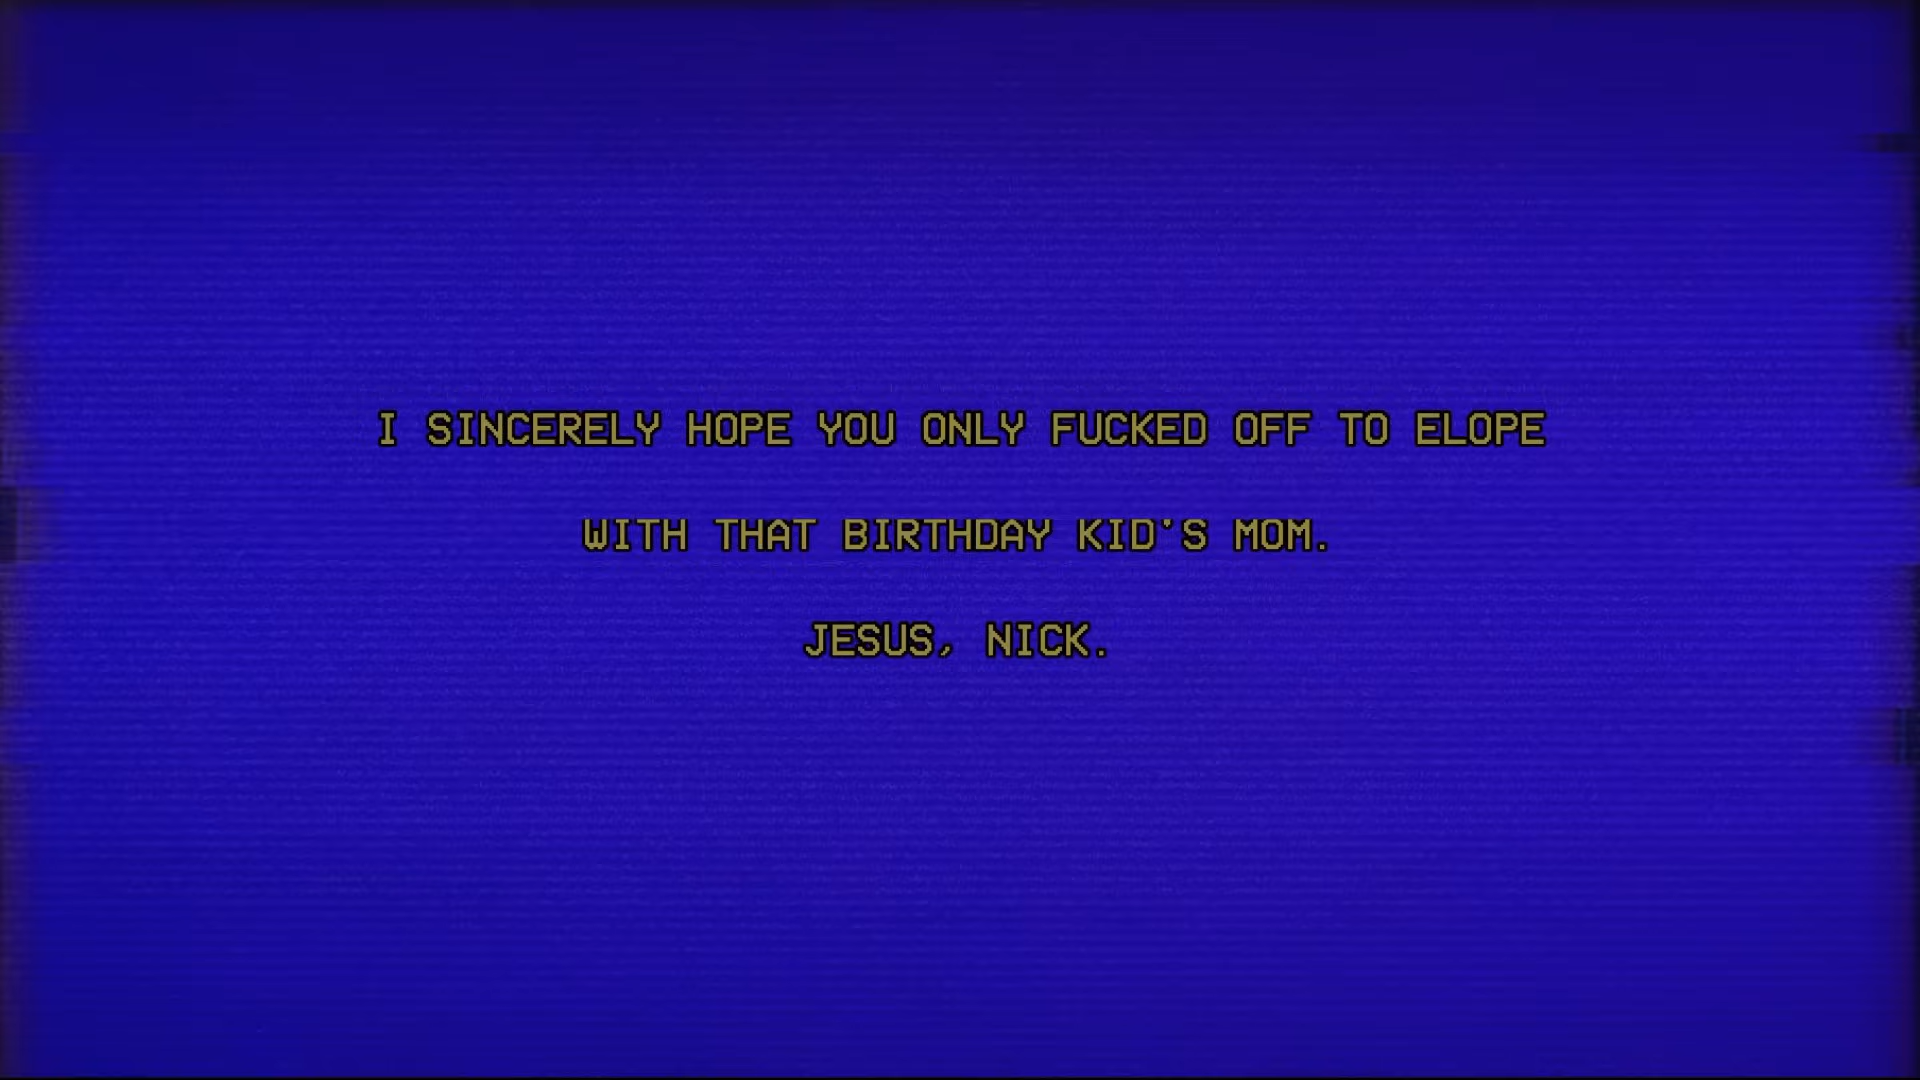 I SINCERELY HOPE YOU ONLY FUCKED OFF TO ELOPE
WITH THAT BIRTHDAY KID'S MOM.
JESUS, NICK.